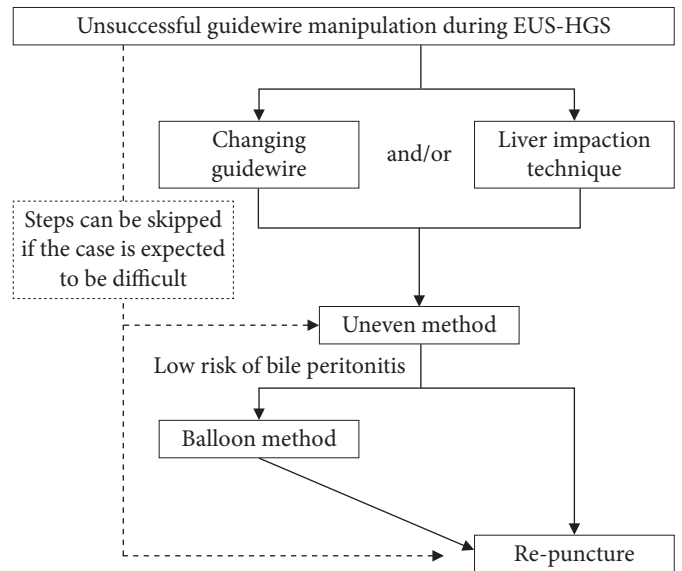 Unsuccessful guidewire manipulation during EUS-HGS
Changing
guidewire
and/or
Liver impaction
technique
Steps can be skipped
if the case is expected
to be difficult
Uneven method
Low risk of bile peritonitis
Balloon method
Re-puncture